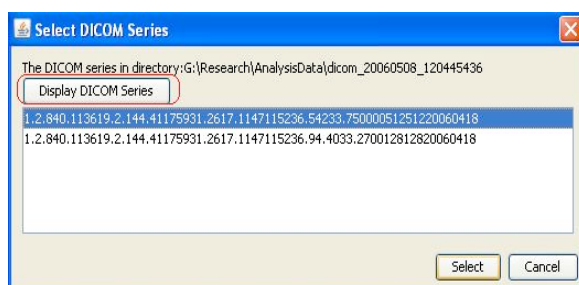 Select DICOM Series
The DICOM series in directory:G:\Research\AnalysisData\dicom_20060508_120445436
Display DICOM Series
1.2.840.113619.2.144.41175931.2617.1147115236.54233.75000051251220060418
1.2.840.113619.2.144.41175931.2617.1147115236.94.4033.270012812820060418
Select
Cancel